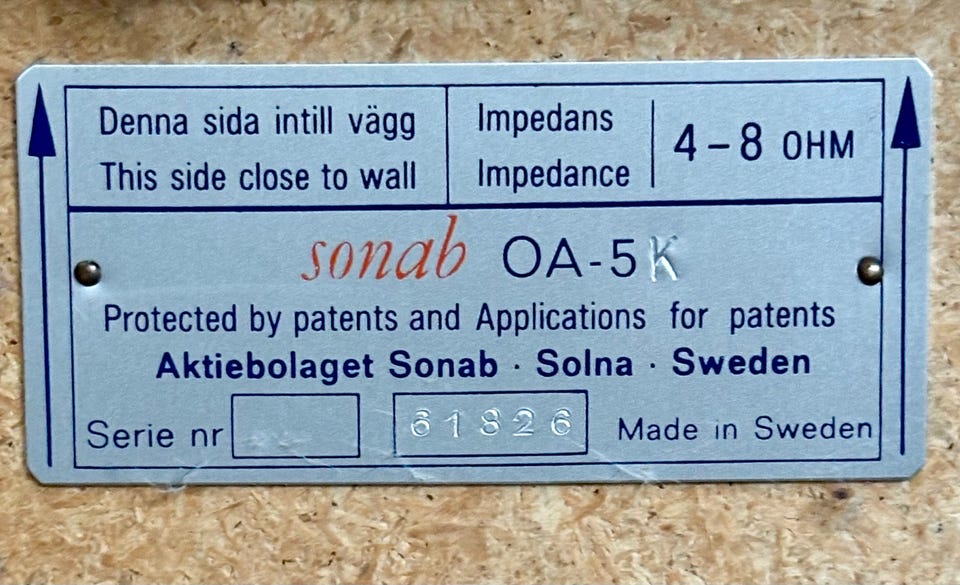 Denna sida intill vägg
This side close to wall
Impedans
Impedance
4-8 OHM
sonab OA-5K
Protected by patents and Applications for patents
Aktiebolaget Sonab · Solna · Sweden
Serie nr 61826 Made in Sweden